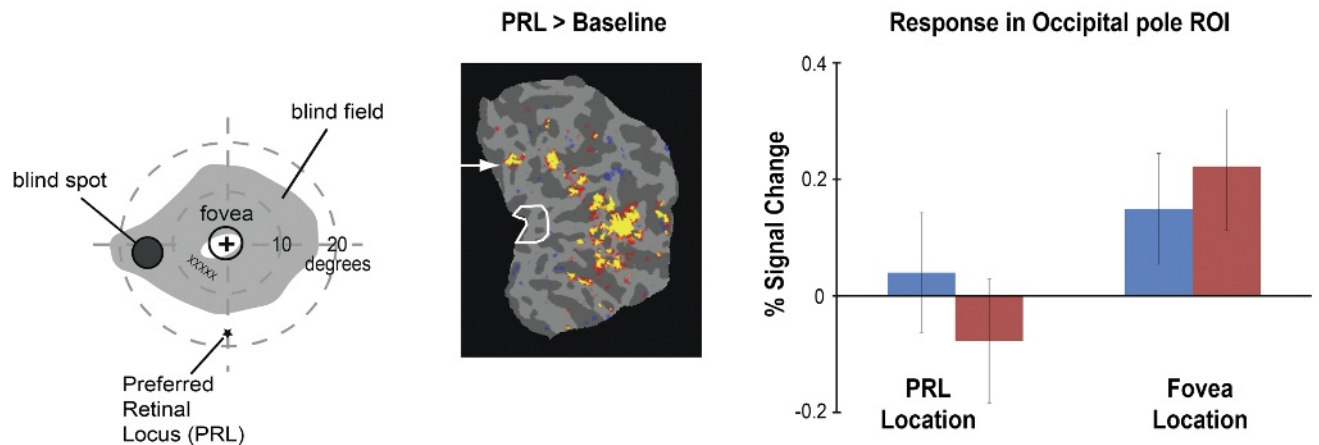 blind field
blind spot
fovea
10
20
degrees
xxxxx
Preferred
Retinal
Locus (PRL)
PRL > Baseline
Response in Occipital pole ROI
% Signal Change
0.4
0.2
0
-0.2
PRL
Location
Fovea
Location